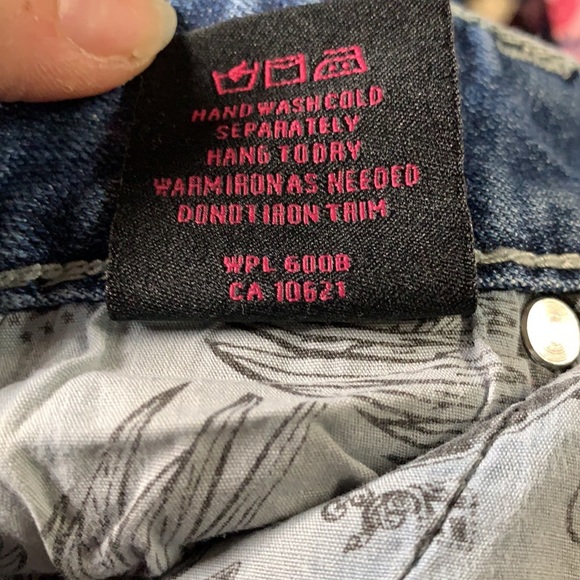 HAND WASH COLD
SEPARATELY
HANG TO DRY
WARM IRON AS NEEDED
DO NOT IRON TRIM
WPL 6008
CA 10621